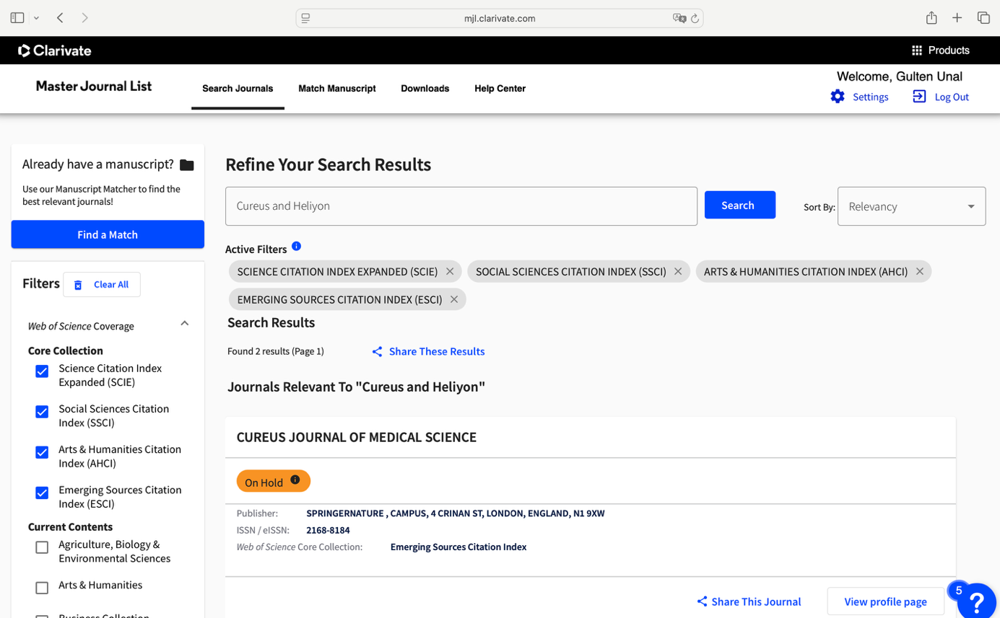 mjl.clarivate.com
Clarivate
Products
Master Journal List
Search Journals
Match Manuscript
Downloads
Help Center
Welcome, Gulten Unal
Settings
Log Out
Already have a manuscript?
Use our Manuscript Matcher to find the
best relevant journals!
Find a Match
Filters
Clear All
Web of Science Coverage
Core Collection
Science Citation Index
Expanded (SCIE)
Social Sciences Citation
Index (SSCI)
Arts & Humanities Citation
Index (AHCI)
Emerging Sources Citation
Index (ESCI)
Current Contents
Agriculture, Biology &
Environmental Sciences
Arts & Humanities
Business Collection
Refine Your Search Results
Cureus and Heliyon
Search
Sort By:
Relevancy
Active Filters
SCIENCE CITATION INDEX EXPANDED (SCIE)
SOCIAL SCIENCES CITATION INDEX (SSCI)
ARTS & HUMANITIES CITATION INDEX (AHCI)
EMERGING SOURCES CITATION INDEX (ESCI)
Search Results
Found 2 results (Page 1)
Share These Results
Journals Relevant To "Cureus and Heliyon"
CUREUS JOURNAL OF MEDICAL SCIENCE
On Hold
Publisher: SPRINGERNATURE , CAMPUS, 4 CRINAN ST, LONDON, ENGLAND, N1 9XW
ISSN / eISSN: 2168-8184
Web of Science Core Collection: Emerging Sources Citation Index
Share This Journal
View profile page
5
?